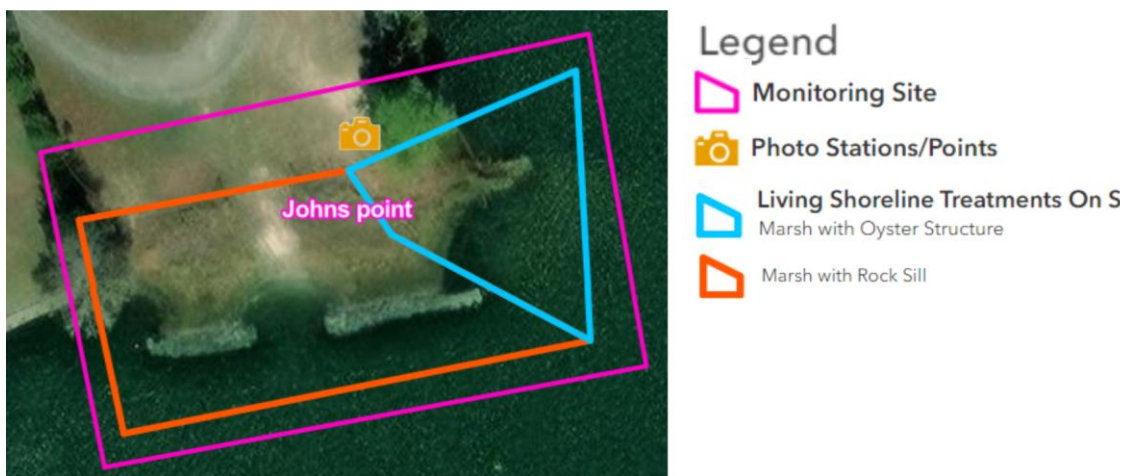 Johns point
Legend
Monitoring Site
Photo Stations/Points
Living Shoreline Treatments On S
Marsh with Oyster Structure
Marsh with Rock Sill